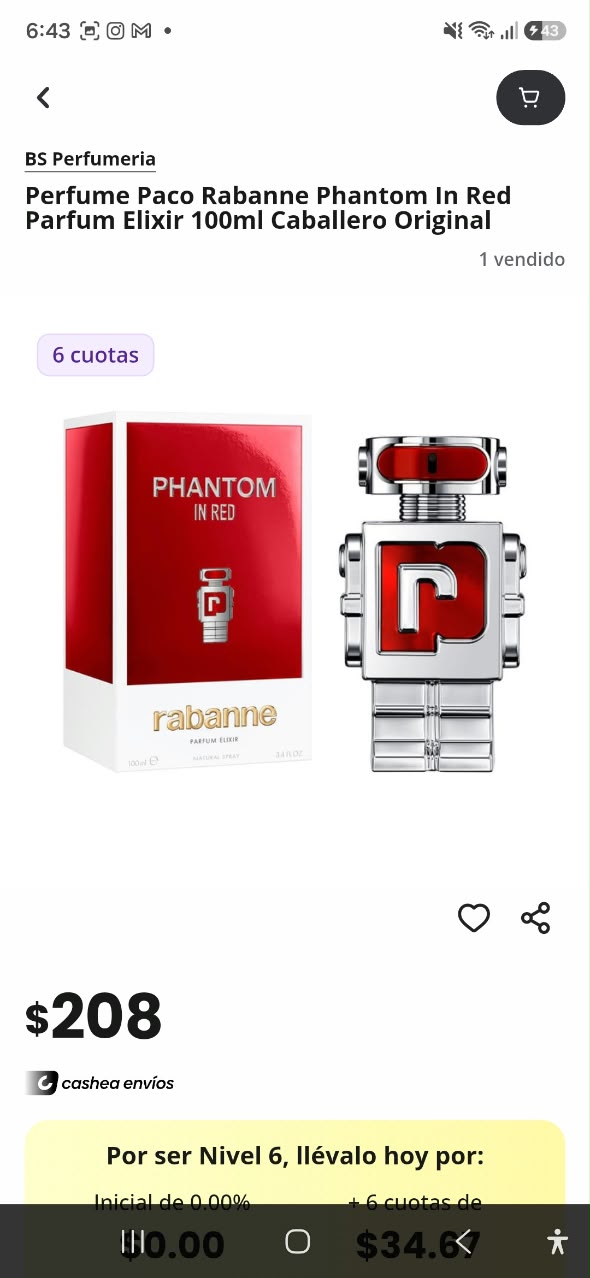 6:43
43
BS Perfumeria
Perfume Paco Rabanne Phantom In Red
Parfum Elixir 100ml Caballero Original
1 vendido
6 cuotas
PHANTOM
IN RED
rabanne
PARFUM ELIXIR
100ml NATURAL SPRAY 3.4 FL.OZ
$208
cashea envíos
Por ser Nivel 6, llévalo hoy por:
Inicial de 0.00% + 6 cuotas de
$0.00 $34.67